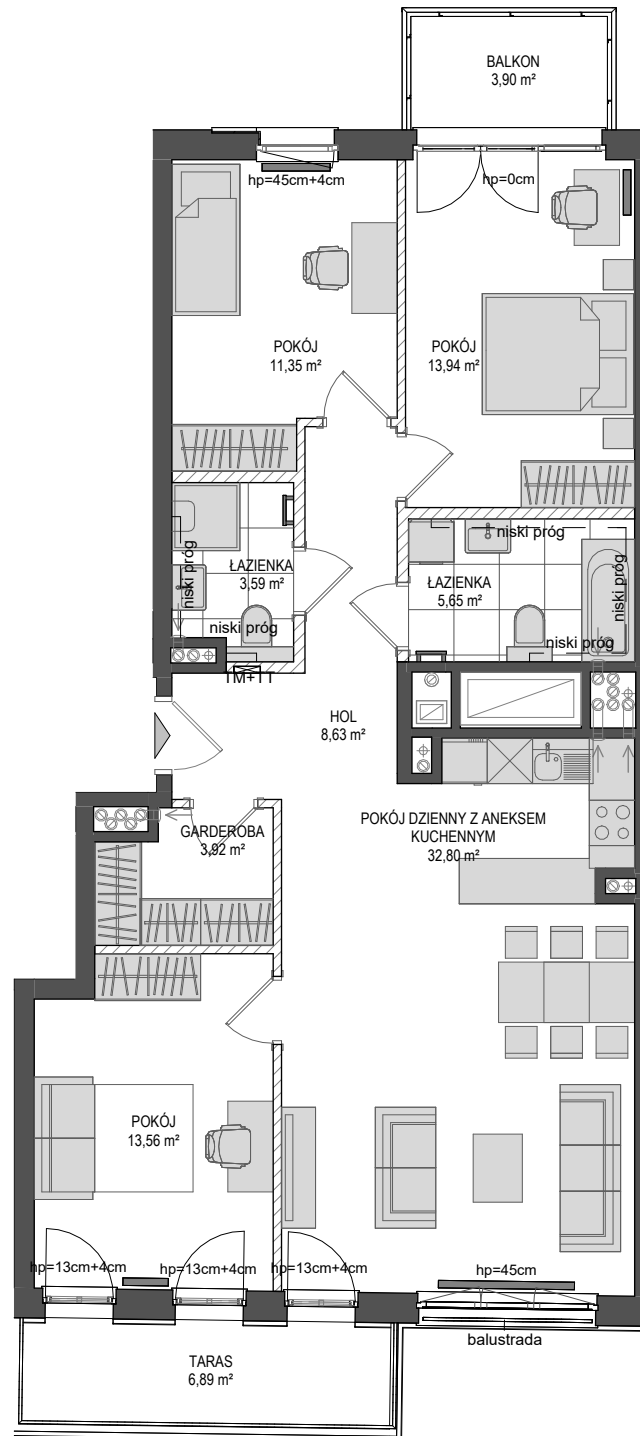 BALKON
3,90 m²
hp=45cm+4cm
hp=0cm
POKÓJ
11,35 m²
POKÓJ
13,94 m²
niski próg
niski próg
ŁAZIENKA
3,59 m²
niski próg
ŁAZIENKA
5,65 m²
niski próg
niski próg
TM+TT
HOL
8,63 m²
GARDEROBA
3,92 m²
POKÓJ DZIENNY Z ANEKSEM
KUCHENNYM
32,80 m²
POKÓJ
13,56 m²
hp=13cm+4cm
hp=13cm+4cm
hp=13cm+4cm
hp=45cm
balustrada
TARAS
6,89 m²